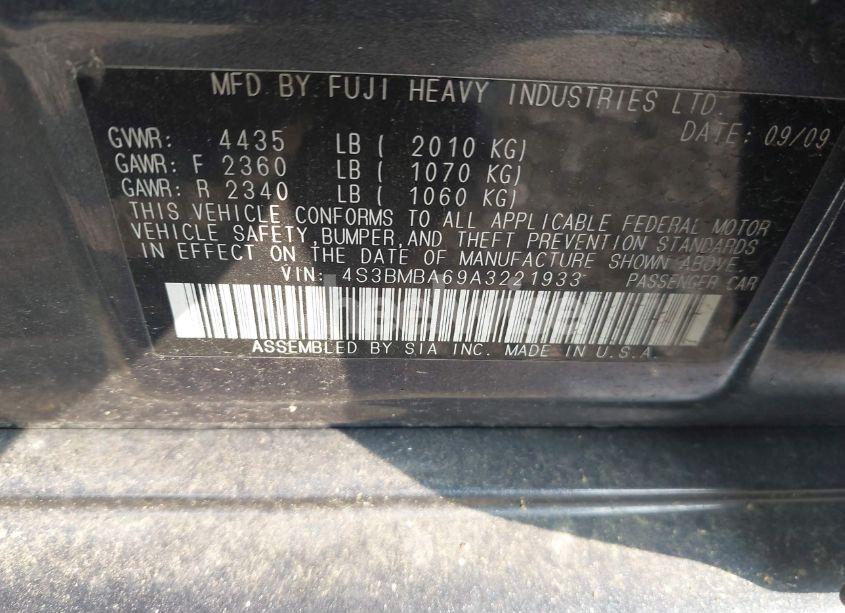 MFD BY FUJI HEAVY INDUSTRIES LTD.
DATE: 09/09
GVWR: 4435 LB ( 2010 KG)
GAWR: F 2360 LB ( 1070 KG)
GAWR: R 2340 LB ( 1060 KG)
THIS VEHICLE CONFORMS TO ALL APPLICABLE FEDERAL MOTOR
VEHICLE SAFETY,BUMPER,AND THEFT PREVENTION STANDARDS
IN EFFECT ON THE DATE OF MANUFACTURE SHOWN ABOVE.
VIN: 4S3BMBA69A3221933 PASSENGER CAR
ASSEMBLED BY SIA INC. MADE IN U.S.A.